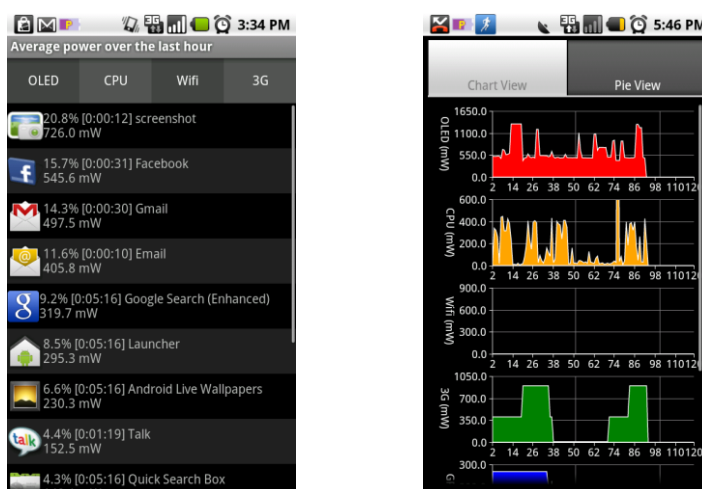 3G
3:34 PM
Average power over the last hour
OLED CPU Wifi 3G
20.8% [0:00:12] screenshot
726.0 mW
15.7% [0:00:31] Facebook
545.6 mW
14.3% [0:00:30] Gmail
497.5 mW
11.6% [0:00:10] Email
405.8 mW
9.2% [0:05:16] Google Search (Enhanced)
319.7 mW
8.5% [0:05:16] Launcher
295.3 mW
6.6% [0:05:16] Android Live Wallpapers
230.3 mW
talk
4.4% [0:01:19] Talk
152.5 mW
4.3% [0:05:16] Quick Search Box
3G
5:46 PM
Chart View Pie View
OLED (mW)
1650.0
1100.0
550.0
0.0
2 14 26 38 50 62 74 86 98 110 12
CPU (mW)
600.0
400.0
200.0
0.0
2 14 26 38 50 62 74 86 98 110 12
Wifi (mW)
900.0
600.0
300.0
0.0
2 14 26 38 50 62 74 86 98 110 12
3G (mW)
1050.0
700.0
350.0
0.0
2 14 26 38 50 62 74 86 98 110 120
300.0
G